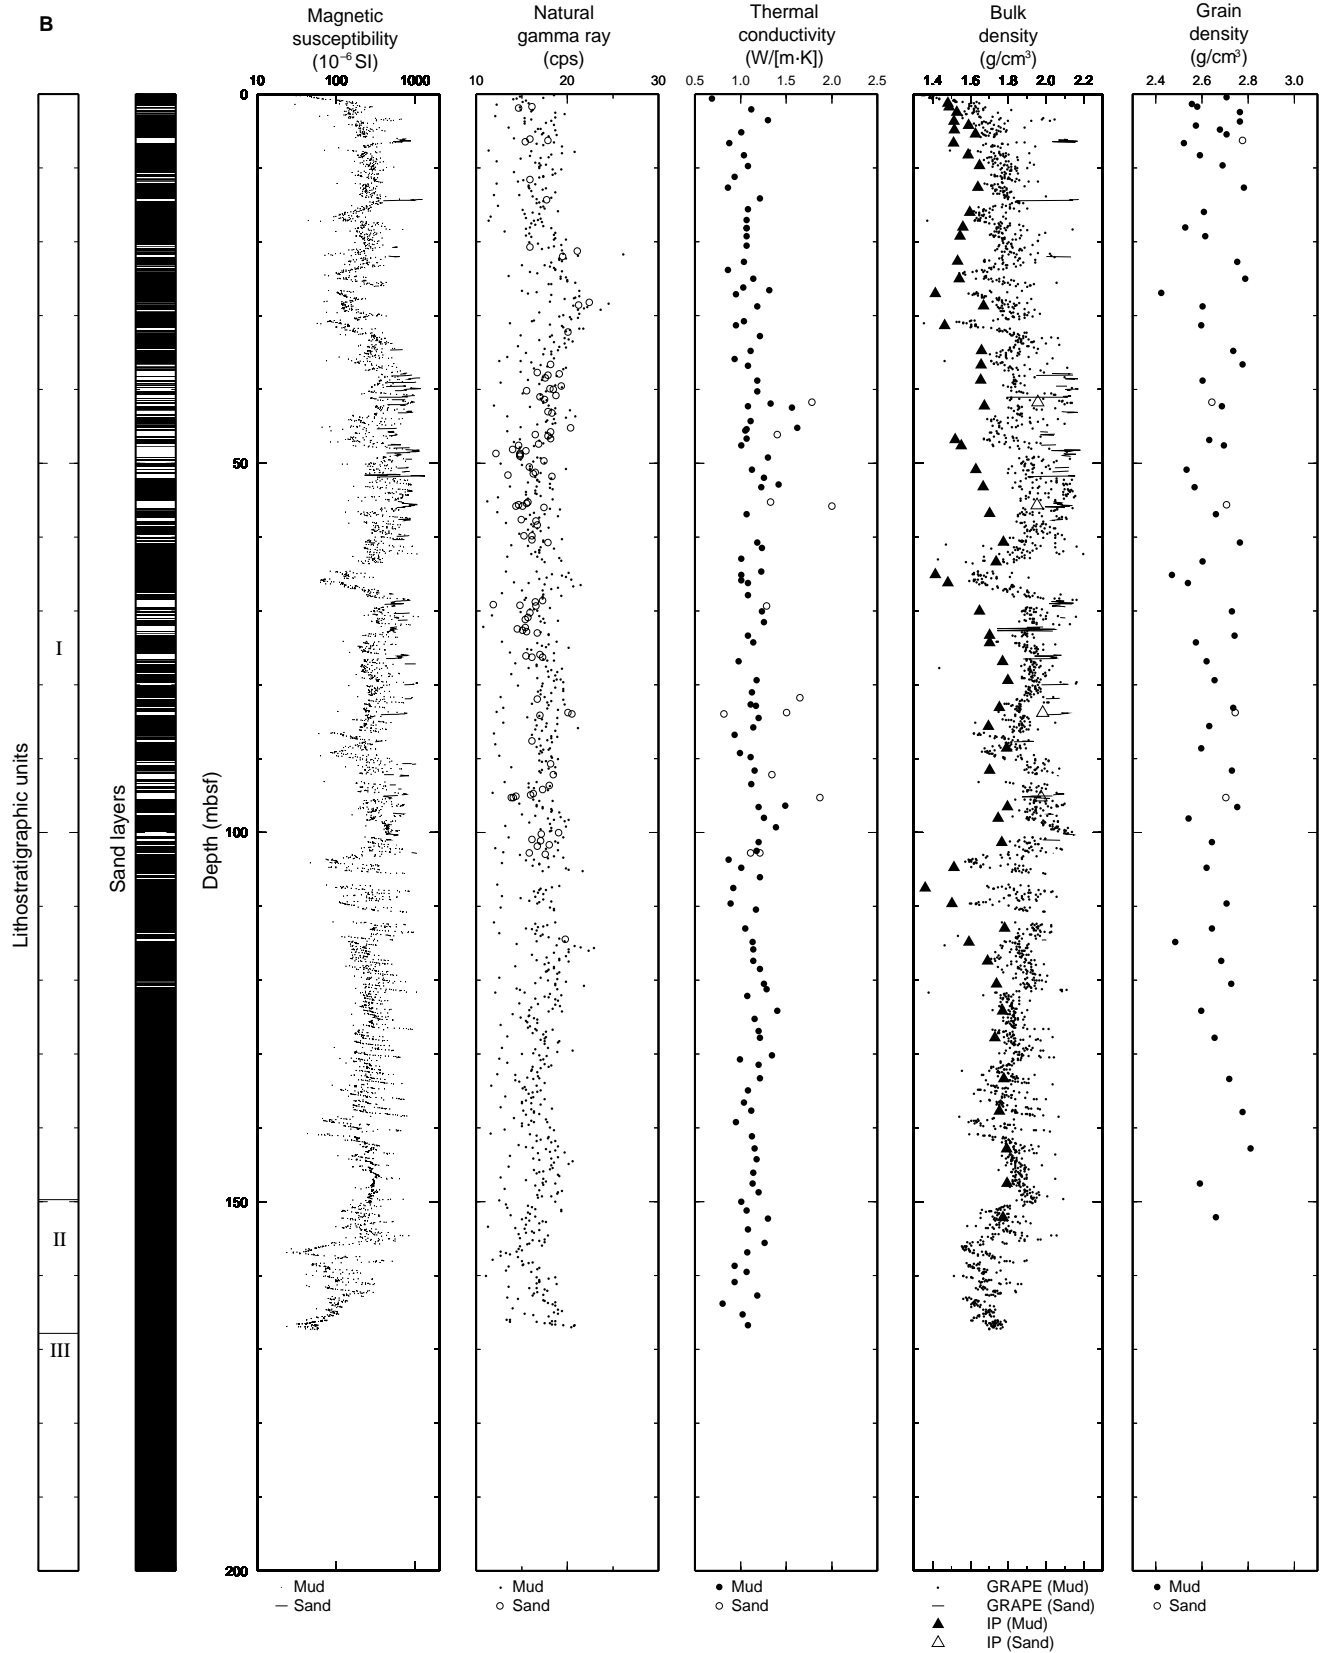 B
Magnetic
susceptibility
(10⁻⁶ SI)
Natural
gamma ray
(cps)
Thermal
conductivity
(W/[m·K])
Bulk
density
(g/cm³)
Grain
density
(g/cm³)
10 100 1000
10 20 30
0.5 1.0 1.5 2.0 2.5
1.4 1.6 1.8 2.0 2.2
2.4 2.6 2.8 3.0
0
50
100
150
200
Lithostratigraphic units
Sand layers
Depth (mbsf)
I
II
III
Mud
Sand
Mud
Sand
Mud
Sand
GRAPE (Mud)
GRAPE (Sand)
IP (Mud)
IP (Sand)
Mud
Sand